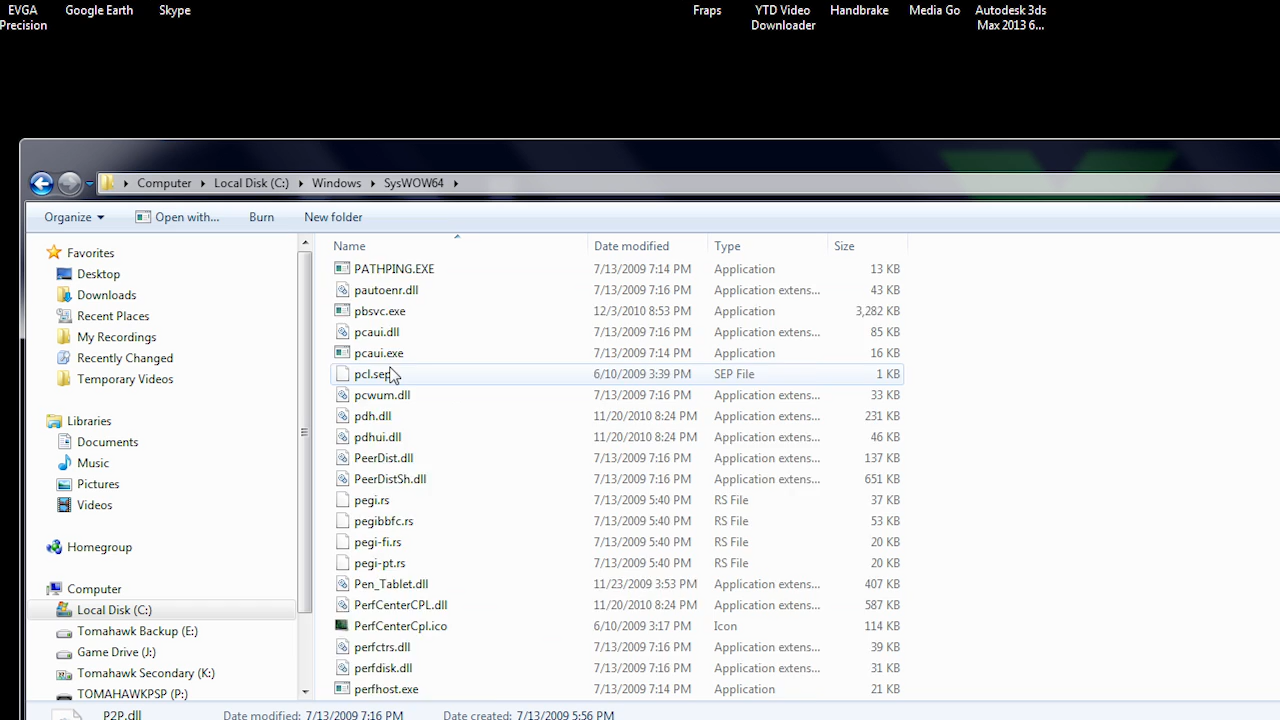 EVGA Precision
Google Earth
Skype
Fraps
YTD Video Downloader
Handbrake
Media Go
Autodesk 3ds Max 2013 6...
Computer Local Disk (C:) Windows SysWOW64
Organize Open with... Burn New folder
Name Date modified Type Size
Favorites
Desktop
Downloads
Recent Places
My Recordings
Recently Changed
Temporary Videos
Libraries
Documents
Music
Pictures
Videos
Homegroup
Computer
Local Disk (C:)
Tomahawk Backup (E:)
Game Drive (J:)
Tomahawk Secondary (K:)
TOMAHAWKPSP (P:)
PATHPING.EXE 7/13/2009 7:14 PM Application 13 KB
pautoenr.dll 7/13/2009 7:16 PM Application extens... 43 KB
pbsvc.exe 12/3/2010 8:53 PM Application 3,282 KB
pcaui.dll 7/13/2009 7:16 PM Application extens... 85 KB
pcaui.exe 7/13/2009 7:14 PM Application 16 KB
pcl.sep 6/10/2009 3:39 PM SEP File 1 KB
pcwum.dll 7/13/2009 7:16 PM Application extens... 33 KB
pdh.dll 11/20/2010 8:24 PM Application extens... 231 KB
pdhui.dll 11/20/2010 8:24 PM Application extens... 46 KB
PeerDist.dll 7/13/2009 7:16 PM Application extens... 137 KB
PeerDistSh.dll 7/13/2009 7:16 PM Application extens... 651 KB
pegi.rs 7/13/2009 5:40 PM RS File 37 KB
pegibbfc.rs 7/13/2009 5:40 PM RS File 53 KB
pegi-fi.rs 7/13/2009 5:40 PM RS File 20 KB
pegi-pt.rs 7/13/2009 5:40 PM RS File 20 KB
Pen_Tablet.dll 11/23/2009 3:53 PM Application extens... 407 KB
PerfCenterCPL.dll 11/20/2010 8:24 PM Application extens... 587 KB
PerfCenterCpl.ico 6/10/2009 3:17 PM Icon 114 KB
perfctrs.dll 7/13/2009 7:16 PM Application extens... 39 KB
perfdisk.dll 7/13/2009 7:16 PM Application extens... 31 KB
perfhost.exe 7/13/2009 7:14 PM Application 21 KB
P2P.dll Date modified: 7/13/2009 7:16 PM Date created: 7/13/2009 5:56 PM